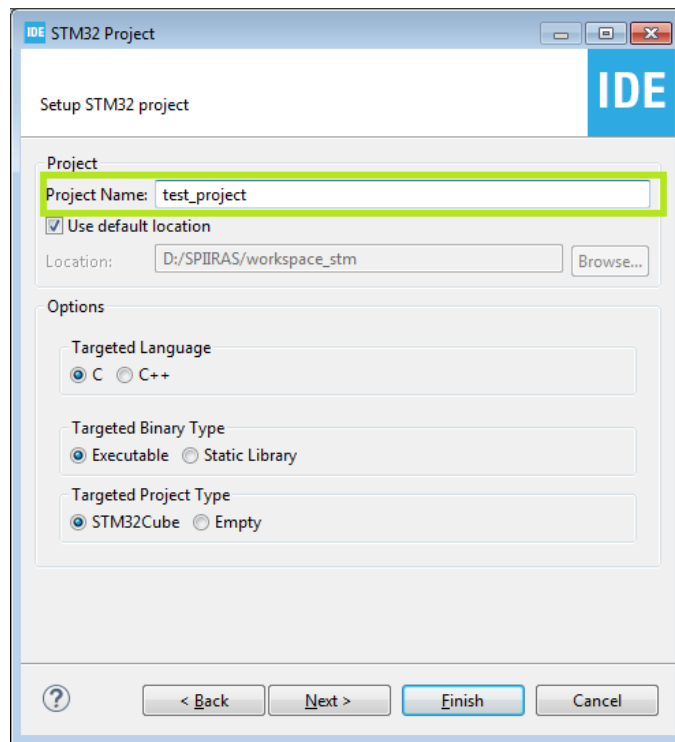 IDE STM32 Project
Setup STM32 project
IDE
Project
Project Name: test_project
Use default location
Location: D:/SPIIRAS/workspace_stm Browse...
Options
Targeted Language
C C++
Targeted Binary Type
Executable Static Library
Targeted Project Type
STM32Cube Empty
? < Back Next > Finish Cancel